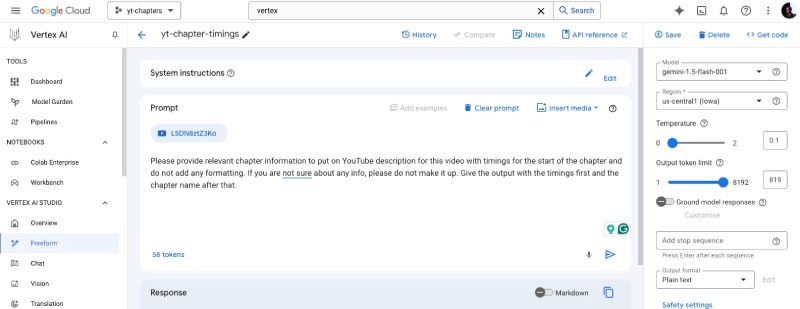 Google Cloud
yt-chapters
vertex
Search
Vertex AI
yt-chapter-timings
History
Compare
Notes
API reference
Save
Delete
Get code
TOOLS
Dashboard
Model Garden
Pipelines
NOTEBOOKS
Colab Enterprise
Workbench
VERTEX AI STUDIO
Overview
Freeform
Chat
Vision
Translation
System instructions
Edit
Prompt
Add examples
Clear prompt
Insert media
L5DN8ztZ3Ko
Please provide relevant chapter information to put on YouTube description for this video with timings for the start of the chapter and
do not add any formatting. If you are not sure about any info, please do not make it up. Give the output with the timings first and the
chapter name after that.
58 tokens
Response
Markdown
Model
gemini-1.5-flash-001
Region *
us-central1 (Iowa)
Temperature
0
2
0.1
Output token limit
1
8192
819
Ground model responses
Customise
Add stop sequence
Press Enter after each sequence
Output format
Plain text
Edit
Safety settings